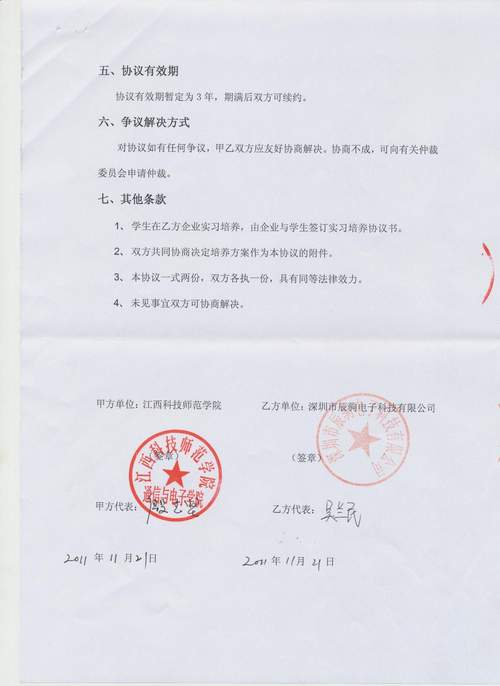 五、协议有效期
协议有效期暂定为 3 年，期满后双方可续约。
六、争议解决方式
对协议如有任何争议，甲乙双方应友好协商解决。协商不成，可向有关仲裁
委员会申请仲裁。
七、其他条款
1、 学生在乙方企业实习培养，由企业与学生签订实习培养协议书。
2、 双方共同协商决定培养方案作为本协议的附件。
3、 本协议一式两份，双方各执一份，具有同等法律效力。
4、 未见事宜双方可协商解决。
甲方单位：江西科技师范学院 乙方单位：深圳市辰驹电子科技有限公司
（签章） （签章）
江西科技师范学院
通信与电子学院
甲方代表： 乙方代表：吴兰民
2011 年 11 月 21 日 2011 年 11 月 21 日